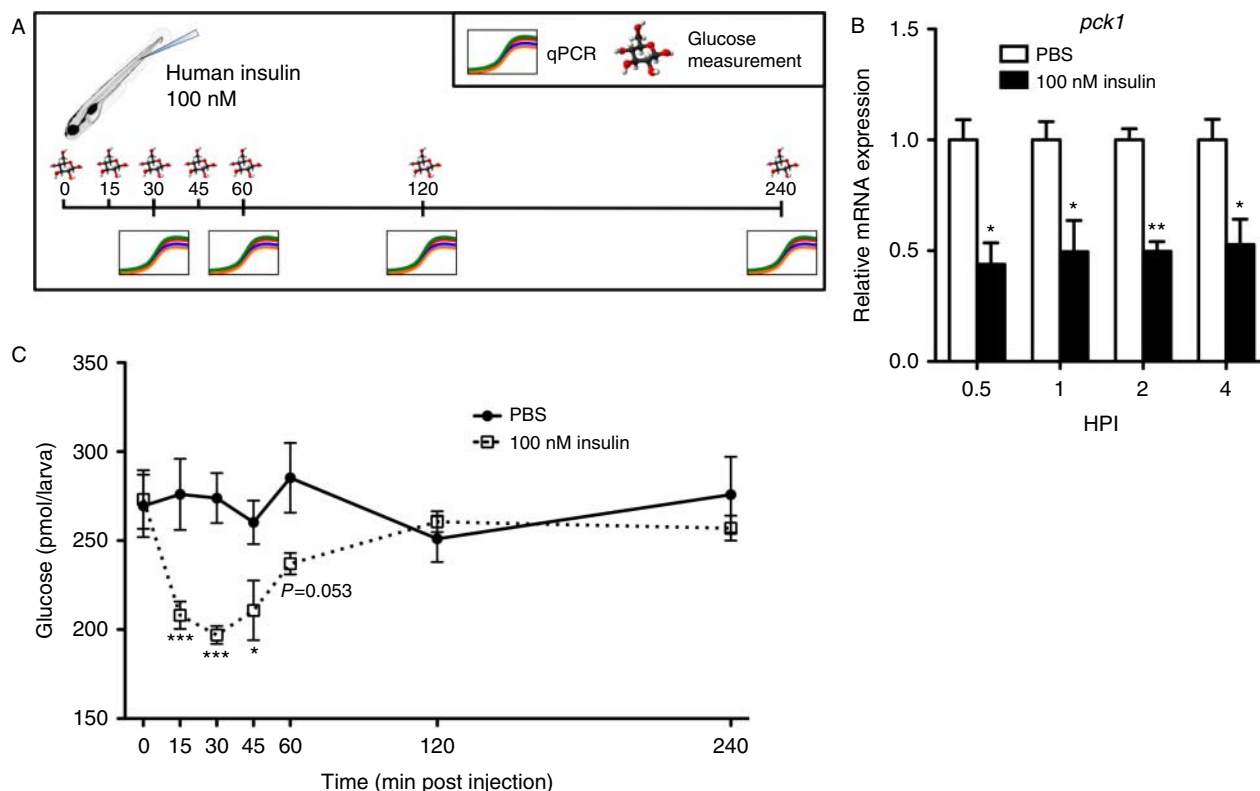 A
Human insulin
100 nM
qPCR
Glucose
measurement
0 15 30 45 60 120 240
B
pck1
1.5
1.0
0.5
0.0
Relative mRNA expression
PBS
100 nM insulin
* * ** *
0.5 1 2 4
HPI
C
350
300
250
200
150
Glucose (pmol/larva)
PBS
100 nM insulin
P=0.053
*** *** *
0 15 30 45 60 120 240
Time (min post injection)